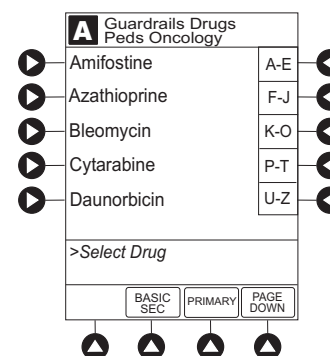 A Guardrails Drugs
Peds Oncology
Amifostine A-E
Azathioprine F-J
Bleomycin K-O
Cytarabine P-T
Daunorbicin U-Z
>Select Drug
BASIC SEC PRIMARY PAGE DOWN